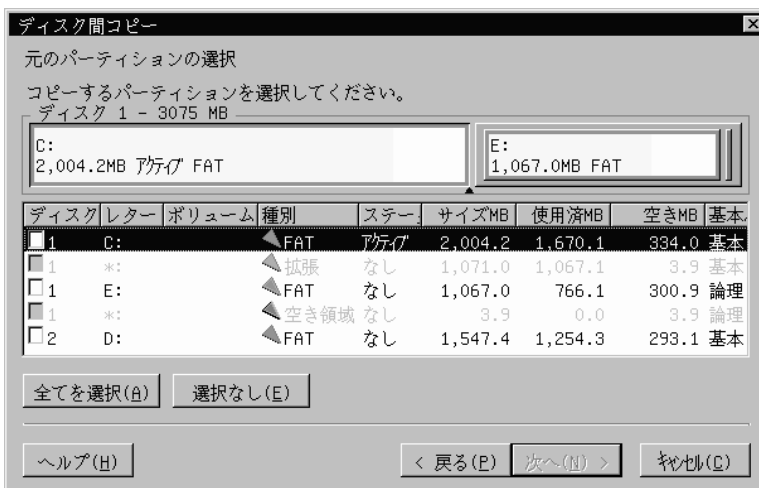 ディスク間コピー
元のパーティションの選択
コピーするパーティションを選択してください。
ディスク 1 - 3075 MB
C: E:
2,004.2MB ｱｸﾃｨﾌﾞ FAT 1,067.0MB FAT
ディスク レター ボリューム 種別 ステー サイズMB 使用済MB 空きMB 基本
1 C: FAT ｱｸﾃｨﾌﾞ 2,004.2 1,670.1 334.0 基本
1 *: 拡張 なし 1,071.0 1,067.1 3.9 基本
1 E: FAT なし 1,067.0 766.1 300.9 論理
1 *: 空き領域 なし 3.9 0.0 3.9 論理
2 D: FAT なし 1,547.4 1,254.3 293.1 基本
全てを選択(A) 選択なし(E)
ヘルプ(H) < 戻る(P) 次へ(N) > ｷｬﾝｾﾙ(C)